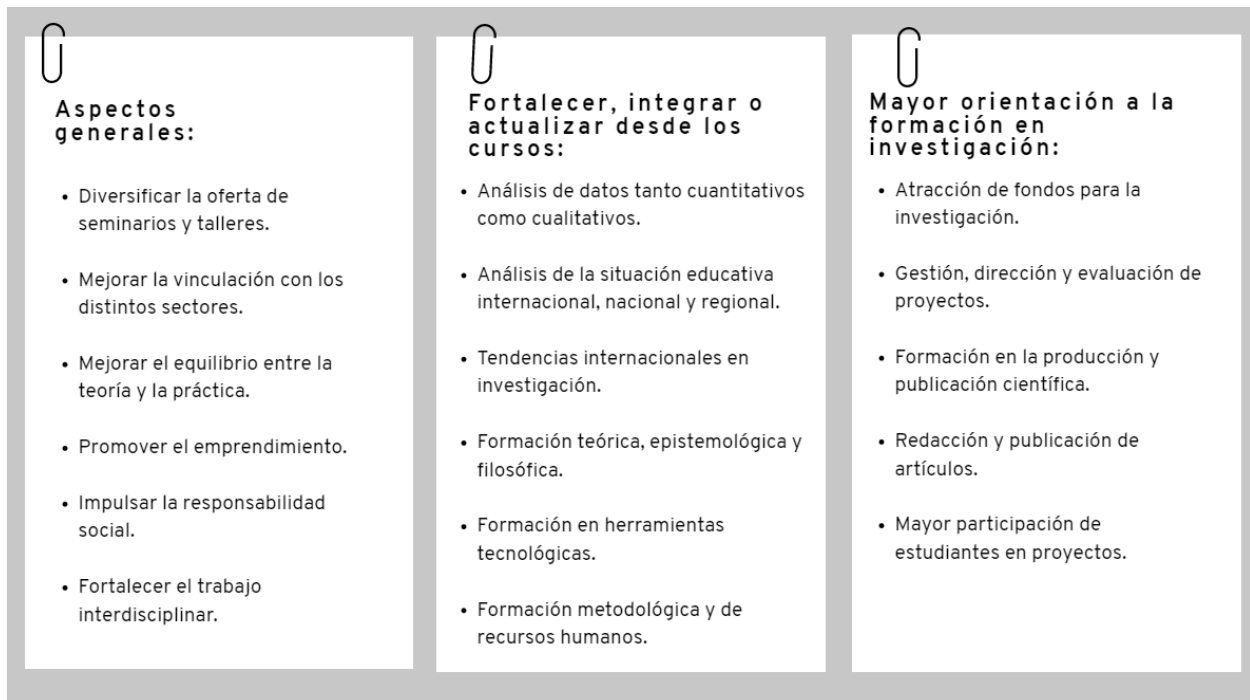 Aspectos
generales:
• Diversificar la oferta de
seminarios y talleres.
• Mejorar la vinculación con los
distintos sectores.
• Mejorar el equilibrio entre la
teoría y la práctica.
• Promover el emprendimiento.
• Impulsar la responsabilidad
social.
• Fortalecer el trabajo
interdisciplinar.
Fortalecer, integrar o
actualizar desde los
cursos:
• Análisis de datos tanto cuantitativos
como cualitativos.
• Análisis de la situación educativa
internacional, nacional y regional.
• Tendencias internacionales en
investigación.
• Formación teórica, epistemológica y
filosófica.
• Formación en herramientas
tecnológicas.
• Formación metodológica y de
recursos humanos.
Mayor orientación a la
formación en
investigación:
• Atracción de fondos para la
investigación.
• Gestión, dirección y evaluación de
proyectos.
• Formación en la producción y
publicación científica.
• Redacción y publicación de
artículos.
• Mayor participación de
estudiantes en proyectos.